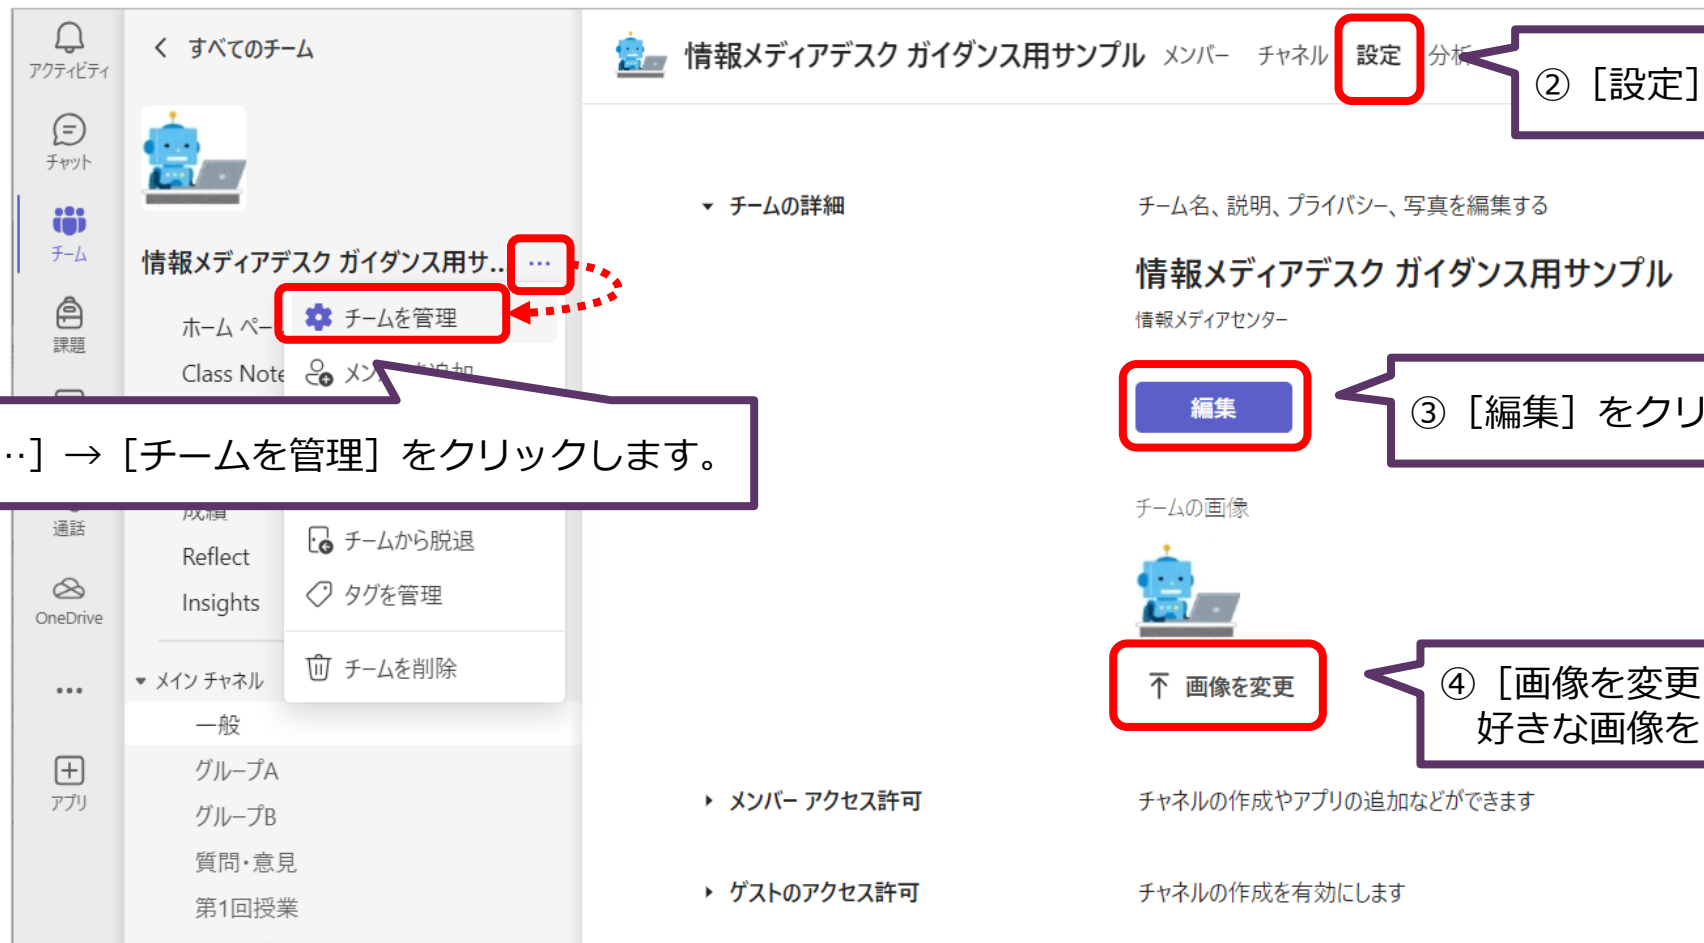 アクティビティ
チャット
チーム
課題
通話
OneDrive
アプリ
すべてのチーム
情報メディアデスク ガイダンス用サ...
ホーム ペー
Class Note
成績
Reflect
Insights
メイン チャネル
一般
グループA
グループB
質問・意見
第1回授業
チームを管理
チームから脱退
タグを管理
チームを削除
…] → [チームを管理] をクリックします。
情報メディアデスク ガイダンス用サンプル メンバー チャネル 設定 分析
② [設定]
チームの詳細
チーム名、説明、プライバシー、写真を編集する
情報メディアデスク ガイダンス用サンプル
情報メディアセンター
編集
③ [編集] をクリ
チームの画像
画像を変更
④ [画像を変更
好きな画像を
メンバー アクセス許可
チャネルの作成やアプリの追加などができます
ゲストのアクセス許可
チャネルの作成を有効にします